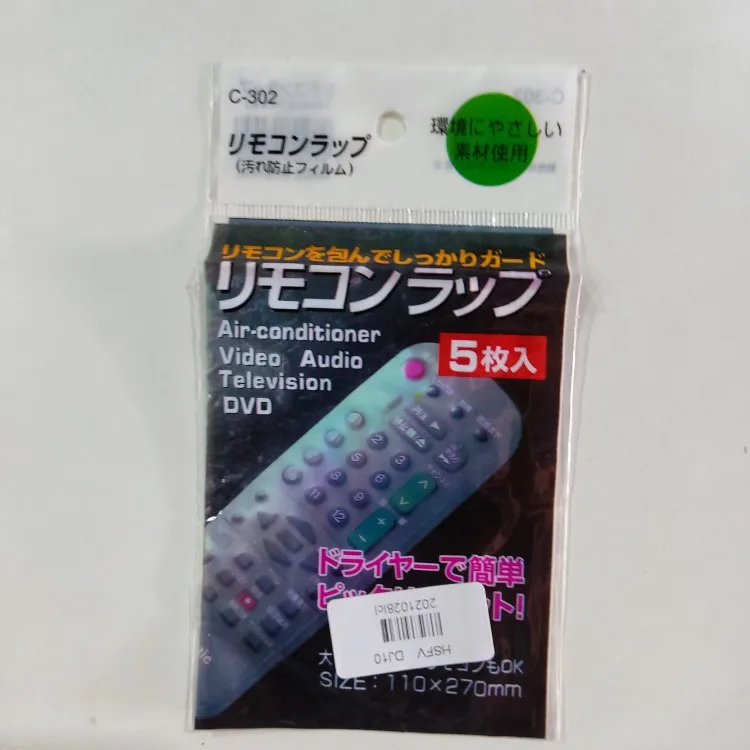 C-302
リモコンラップ
(汚れ防止フィルム)
環境にやさしい
素材使用
リモコンを包んでしっかりガード
リモコンラップ
Air-conditioner
Video Audio
Television
DVD
5枚入
ドライヤーで簡単
ト!
HSFV DJ10
モコンもOK
SIZE:110×270mm